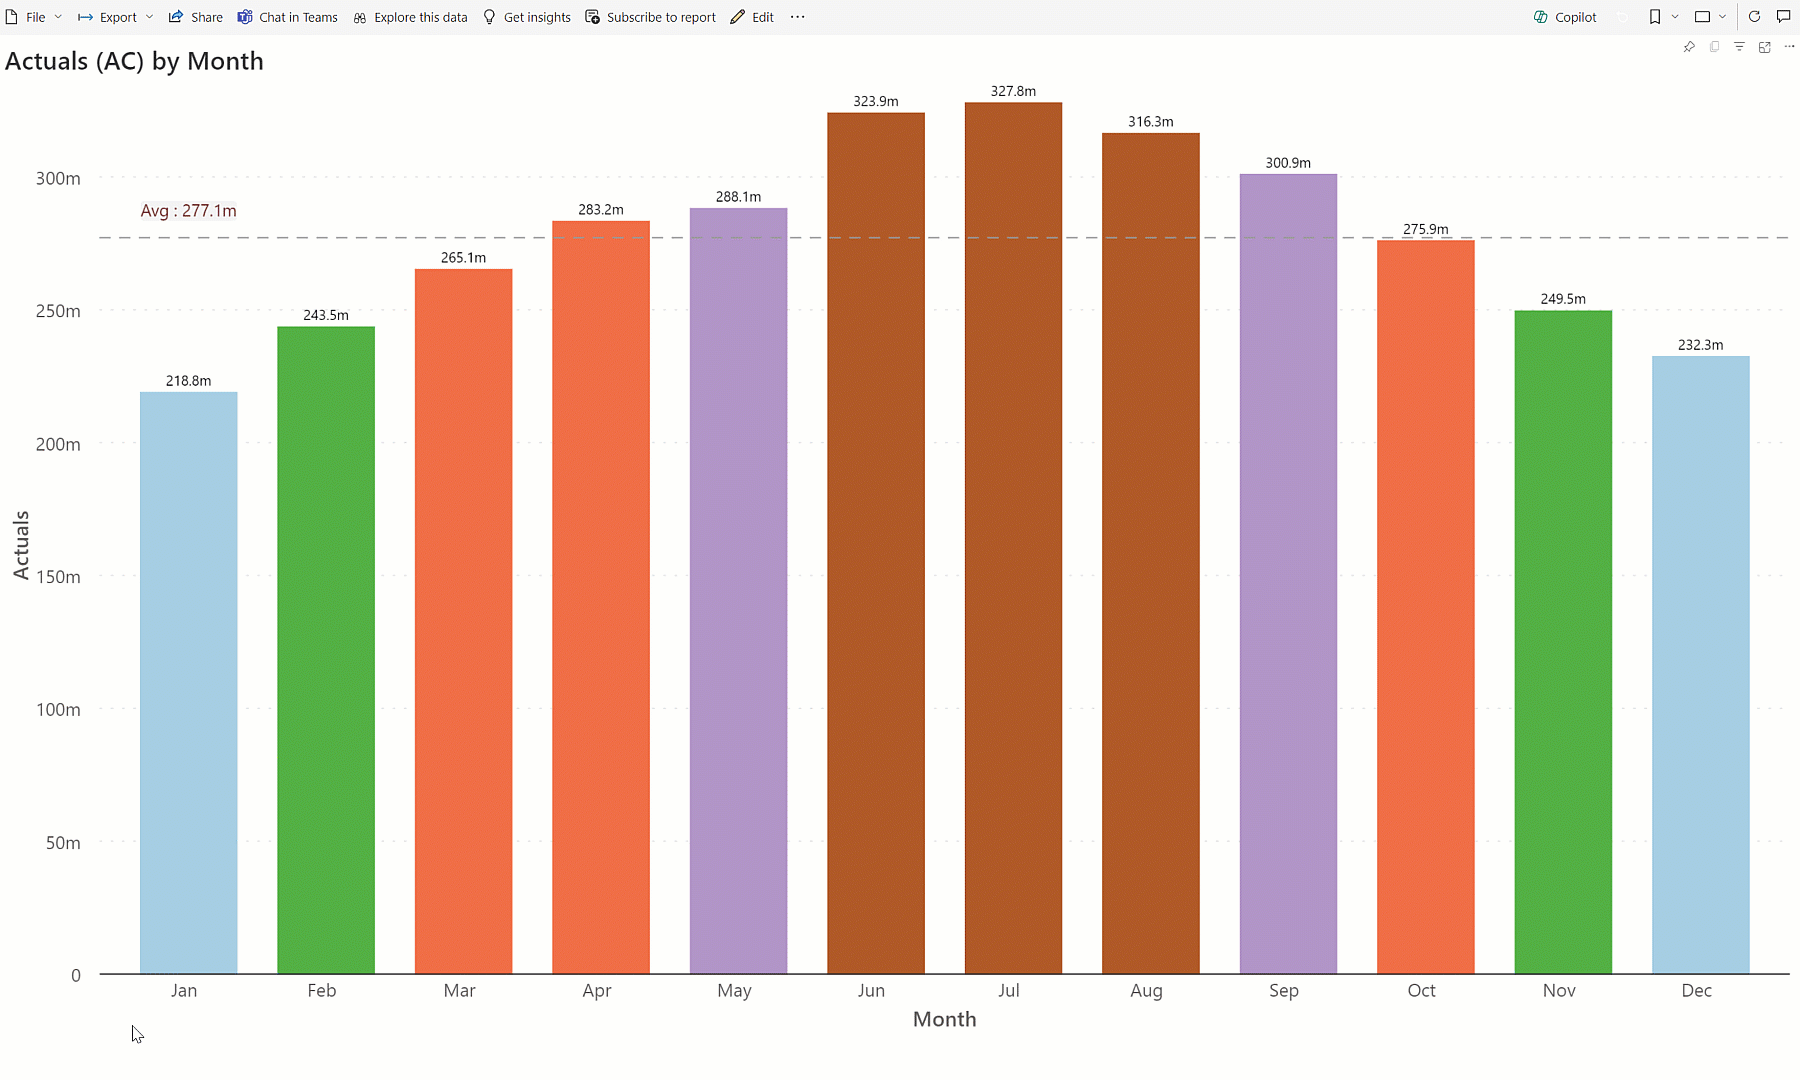 File Export Share Chat in Teams Explore this data Get insights Subscribe to report Edit ··· Copilot
Actuals (AC) by Month
327.8m
323.9m
316.3m
300.9m
300m
Avg : 277.1m
288.1m
283.2m
275.9m
265.1m
250m
249.5m
243.5m
232.3m
218.8m
200m
Actuals
150m
100m
50m
0
Jan Feb Mar Apr May Jun Jul Aug Sep Oct Nov Dec
Month